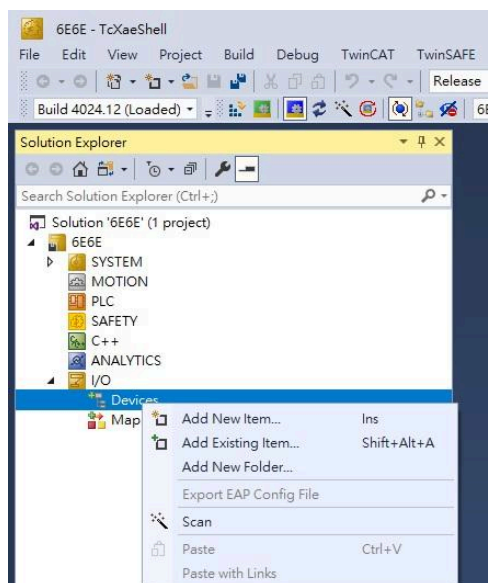 6E6E - TcXaeShell
File Edit View Project Build Debug TwinCAT TwinSAFE
Release
Build 4024.12 (Loaded) 6E
Solution Explorer
Search Solution Explorer (Ctrl+;)
Solution '6E6E' (1 project)
6E6E
SYSTEM
MOTION
PLC
SAFETY
C++
ANALYTICS
I/O
Devices
Map
Add New Item... Ins
Add Existing Item... Shift+Alt+A
Add New Folder...
Export EAP Config File
Scan
Paste Ctrl+V
Paste with Links